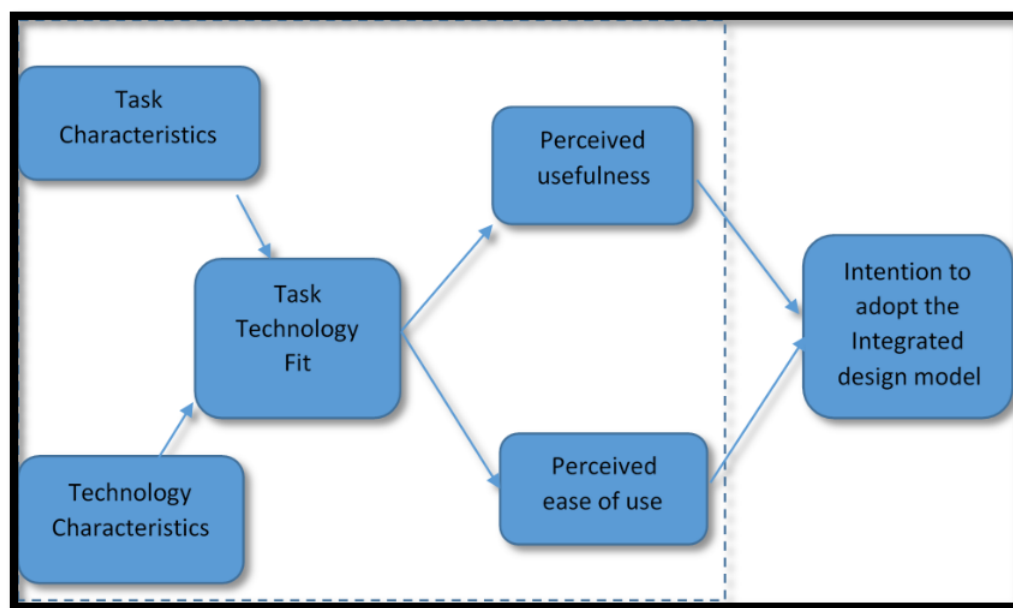 Task
Characteristics
Perceived
usefulness
Task
Technology
Fit
Intention to
adopt the
Integrated
design model
Technology
Characteristics
Perceived
ease of use